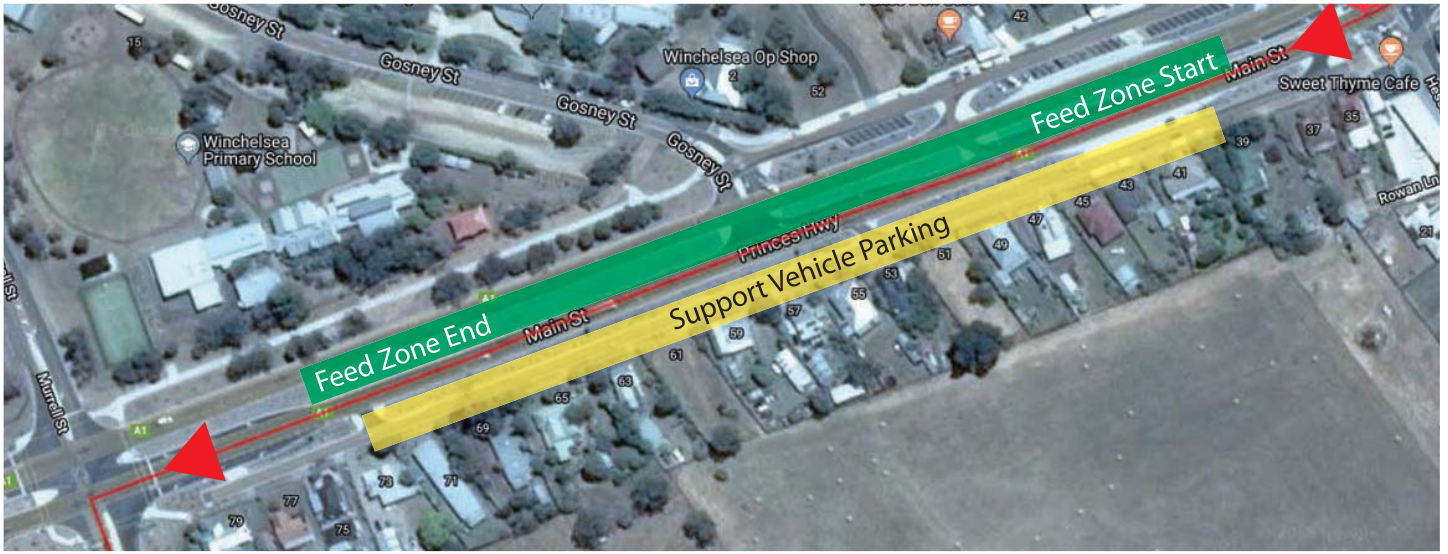 Gosney St
42
15
Gosney St
Winchelsea Op Shop
2
52
Gosney St
Feed Zone Start
Main St
Sweet Thyme Cafe
Winchelsea
Primary School
Gosney St
A1
39
37
35
41
43
45
Rowan Ln
47
21
Princes Hwy
49
51
Support Vehicle Parking
53
55
57
59
A1
Main St
Feed Zone End
61
63
65
A1
69
Murrell St
A1
71
73
77
75
79